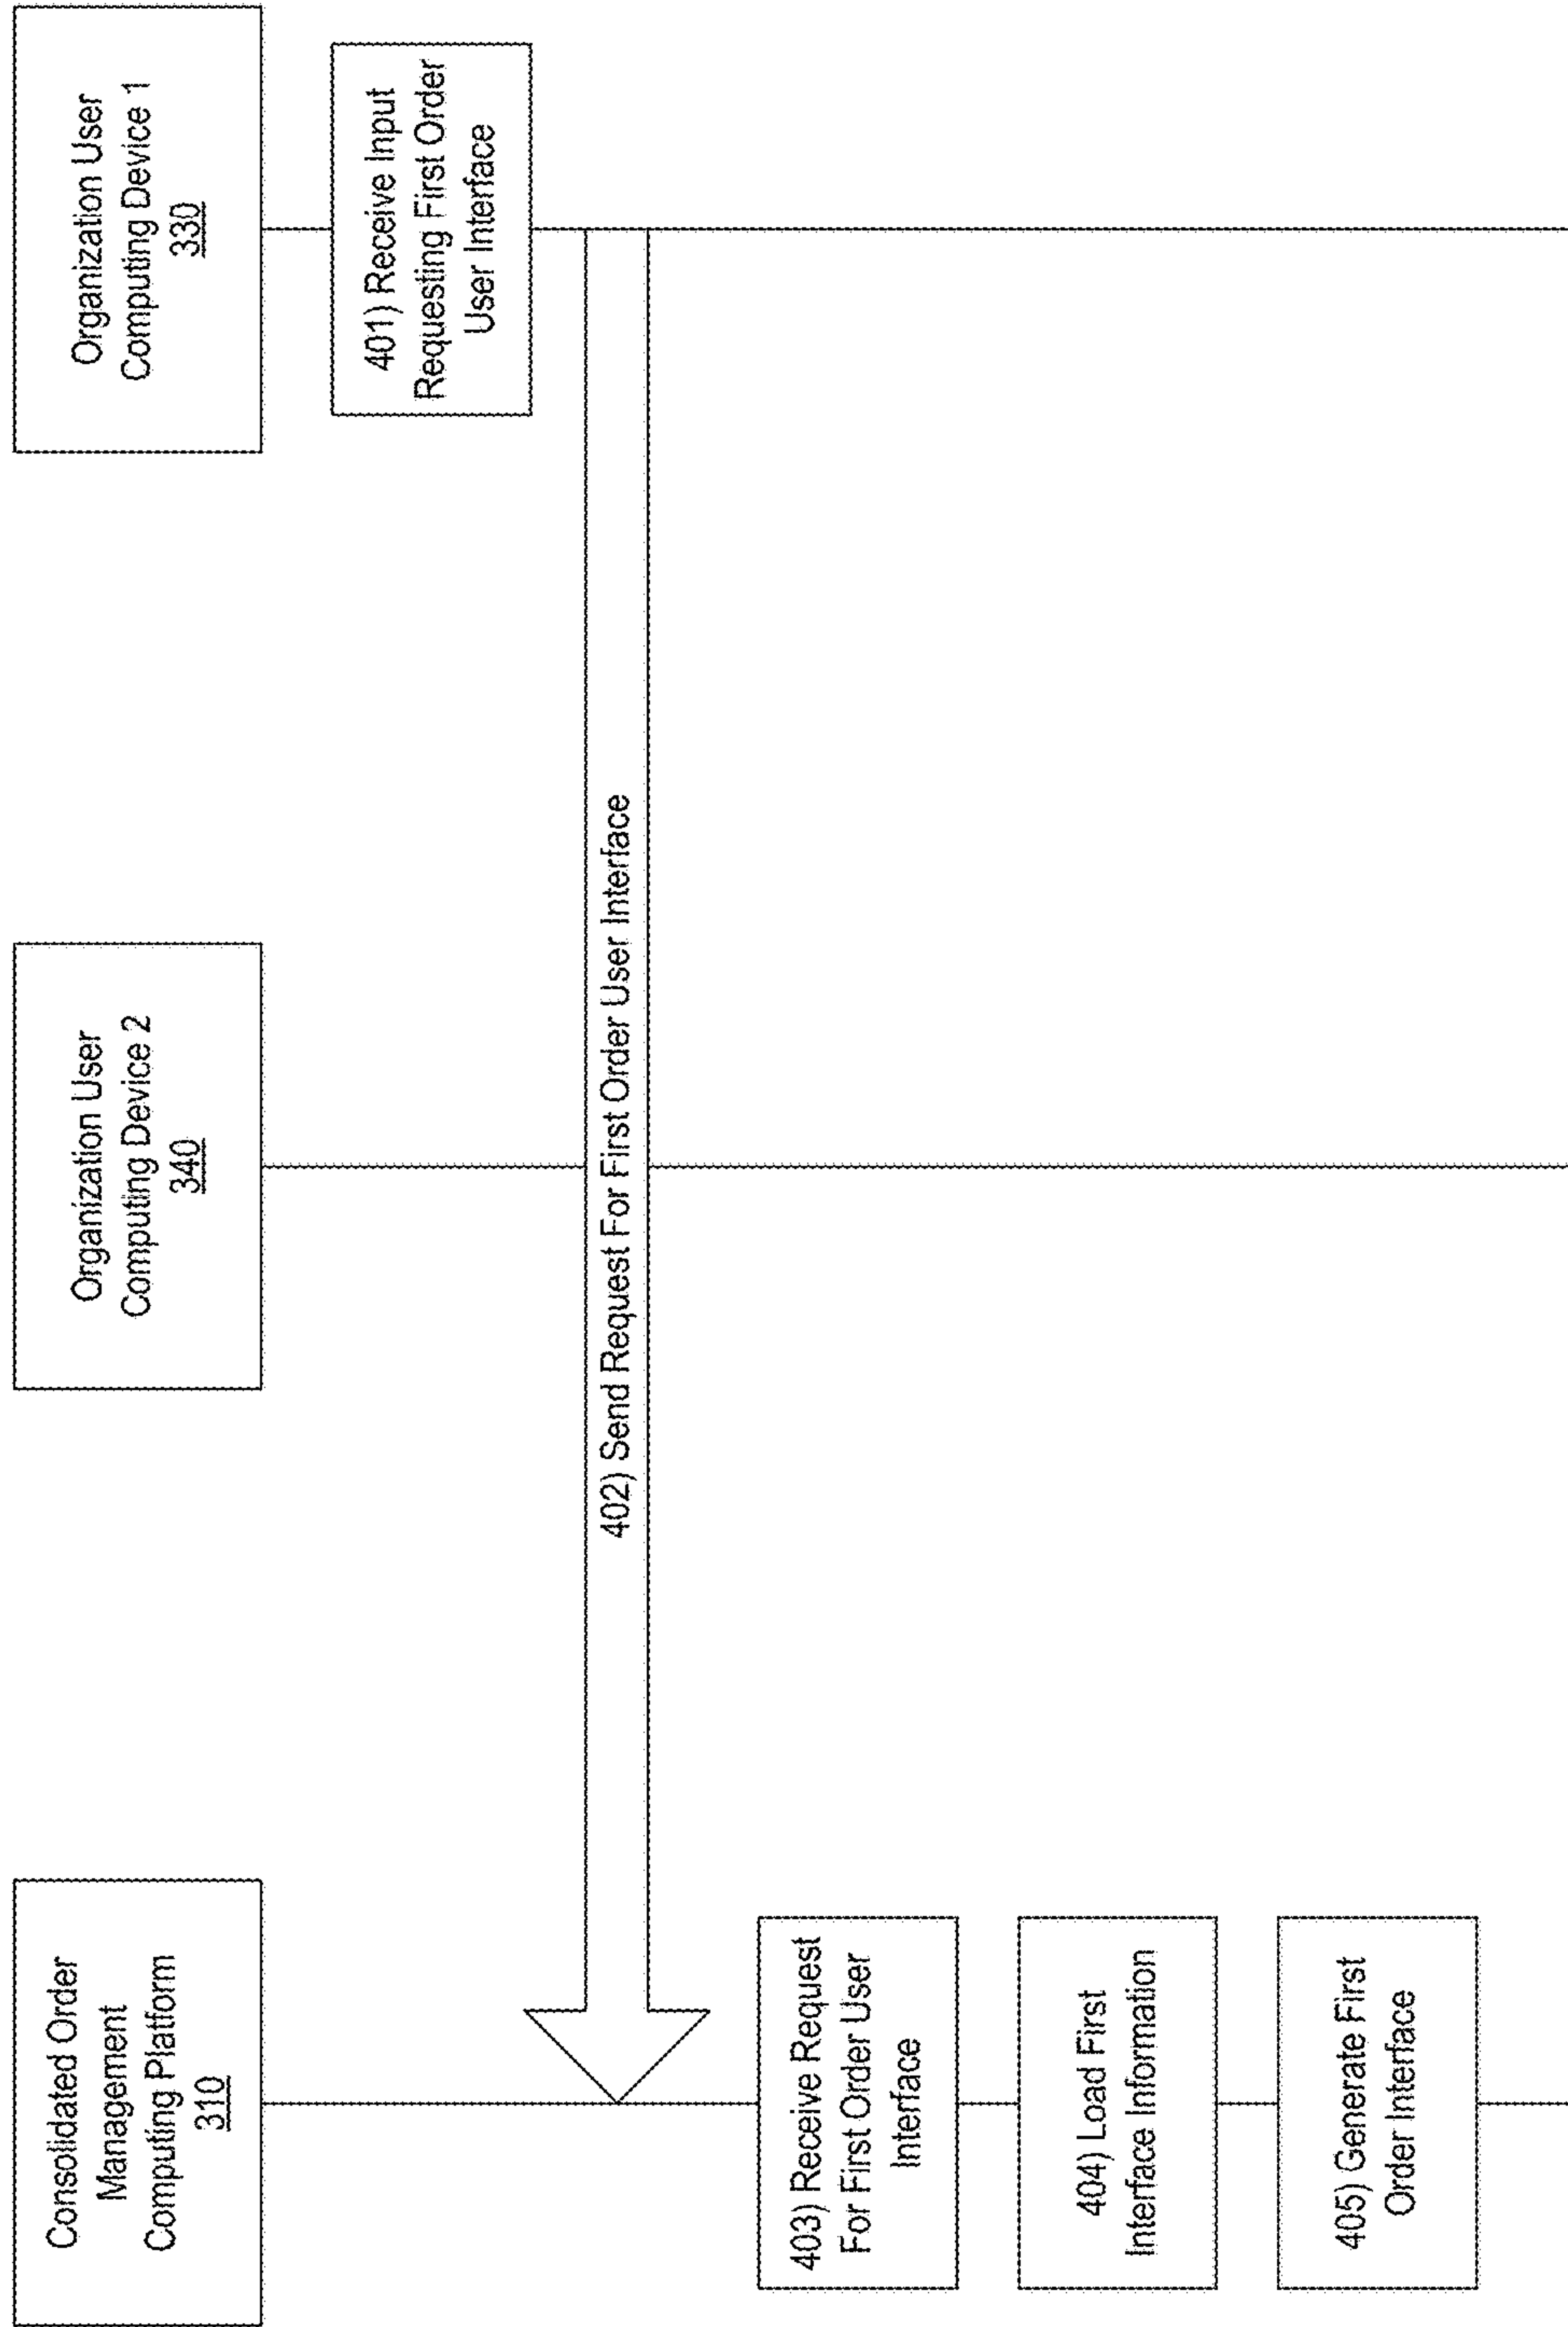 Consolidated Order
Management
Computing Platform
310
Organization User
Computing Device 2
340
Organization User
Computing Device 1
330
401) Receive Input
Requesting First Order
User Interface
402) Send Request For First Order User Interface
403) Receive Request
For First Order User
Interface
404) Load First
Interface Information
405) Generate First
Order Interface